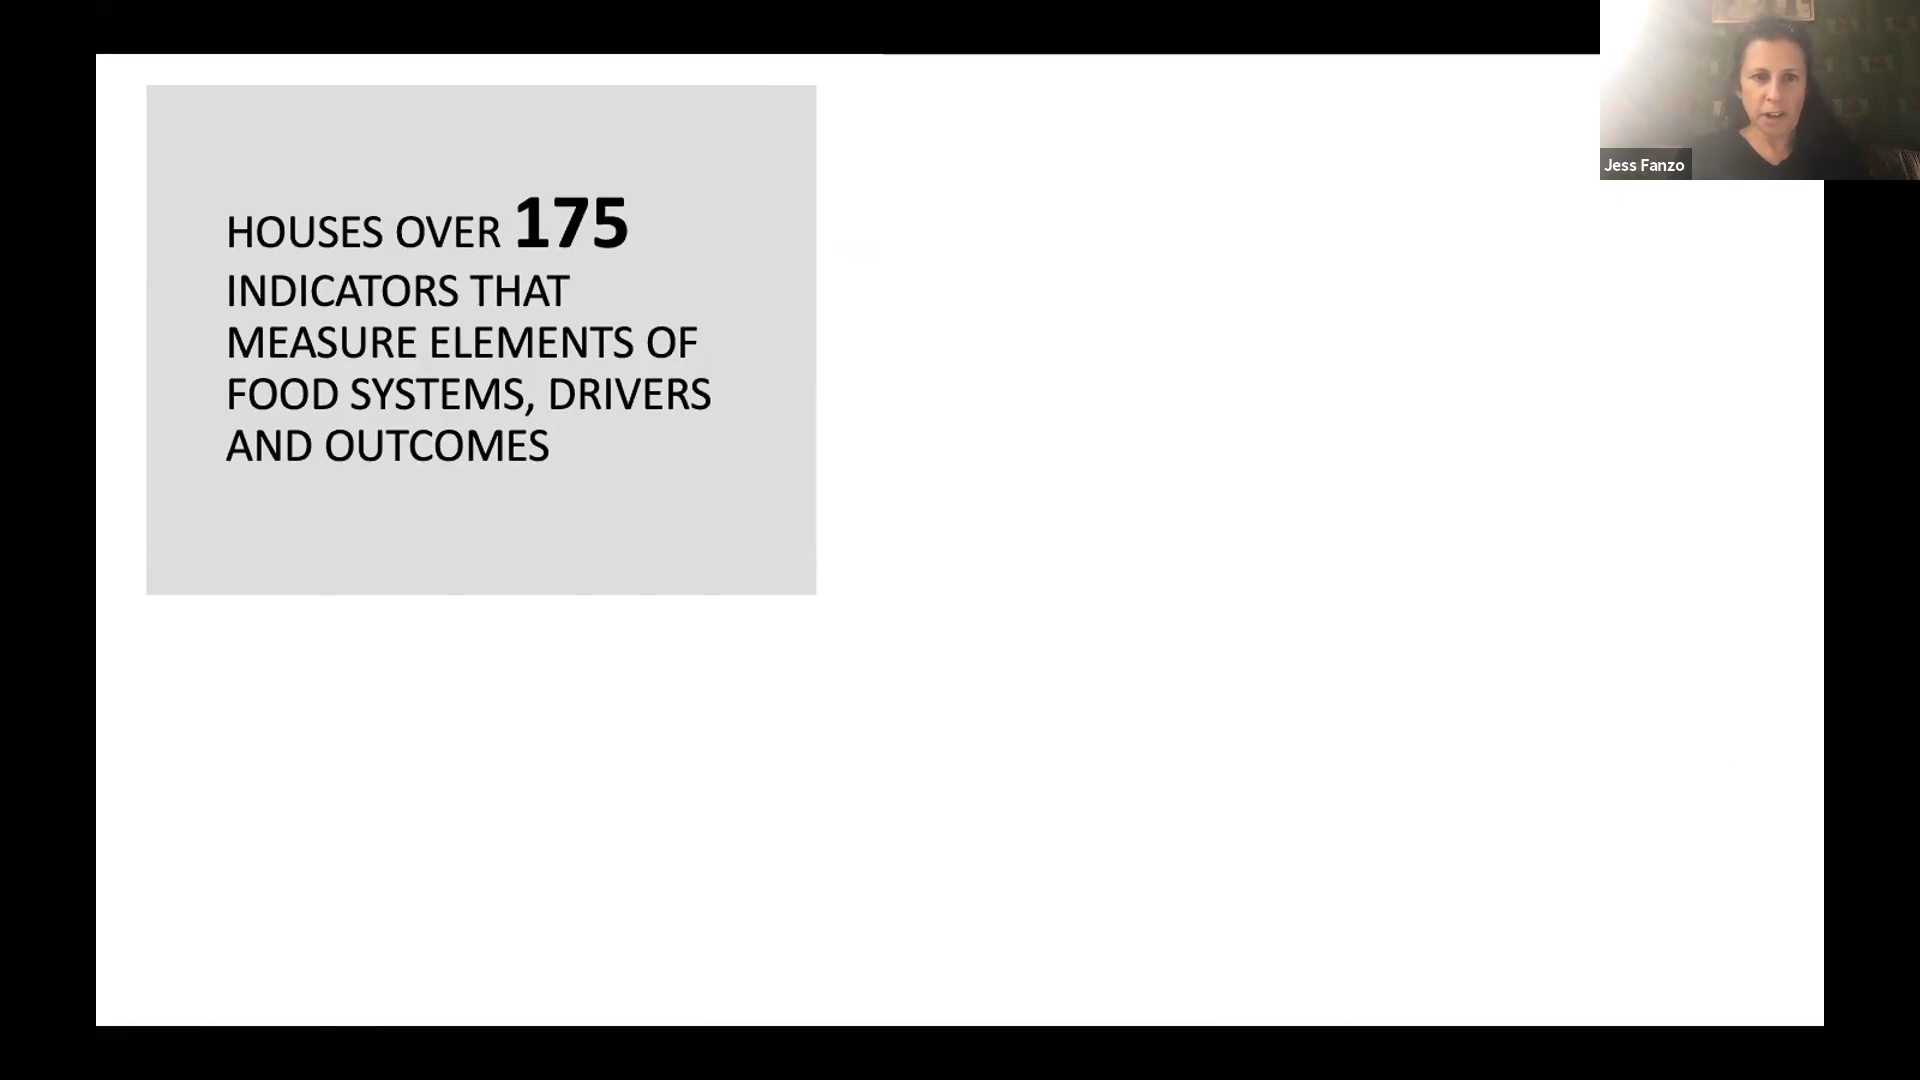 HOUSES OVER 175
INDICATORS THAT
MEASURE ELEMENTS OF
FOOD SYSTEMS, DRIVERS
AND OUTCOMES
Jess Fanzo